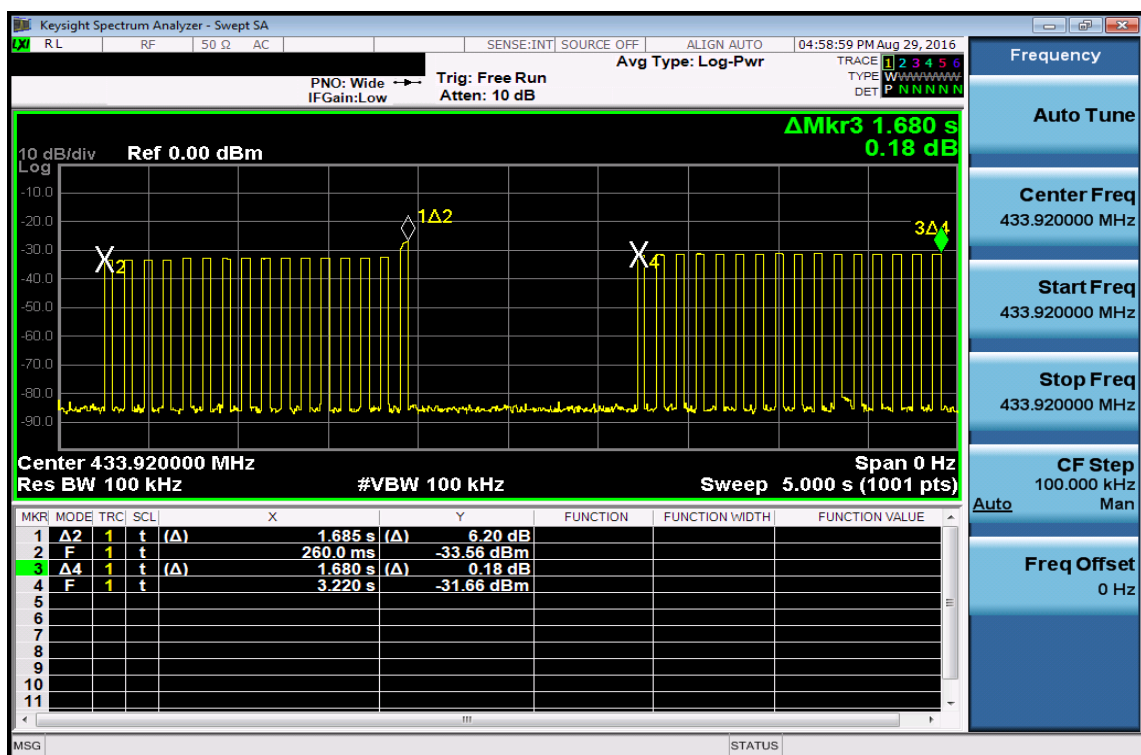 Keysight Spectrum Analyzer - Swept SA
LXI RL RF 50 Ω AC SENSE:INT SOURCE OFF ALIGN AUTO 04:58:59 PM Aug 29, 2016
Avg Type: Log-Pwr TRACE 1 2 3 4 5 6
PNO: Wide Trig: Free Run TYPE WWWWWW
IFGain:Low Atten: 10 dB DET P N N N N N
ΔMkr3 1.680 s
10 dB/div Ref 0.00 dBm 0.18 dB
Log
-10.0
-20.0
-30.0
-40.0
-50.0
-60.0
-70.0
-80.0
-90.0
1Δ2
3Δ4
X2
X4
Center 433.920000 MHz Span 0 Hz
Res BW 100 kHz #VBW 100 kHz Sweep 5.000 s (1001 pts)
MKR MODE TRC SCL X Y FUNCTION FUNCTION WIDTH FUNCTION VALUE
1 Δ2 1 t (Δ) 1.685 s (Δ) 6.20 dB
2 F 1 t 260.0 ms -33.56 dBm
3 Δ4 1 t (Δ) 1.680 s (Δ) 0.18 dB
4 F 1 t 3.220 s -31.66 dBm
5
6
7
8
9
10
11
MSG STATUS
Frequency
Auto Tune
Center Freq
433.920000 MHz
Start Freq
433.920000 MHz
Stop Freq
433.920000 MHz
CF Step
100.000 kHz
Auto Man
Freq Offset
0 Hz